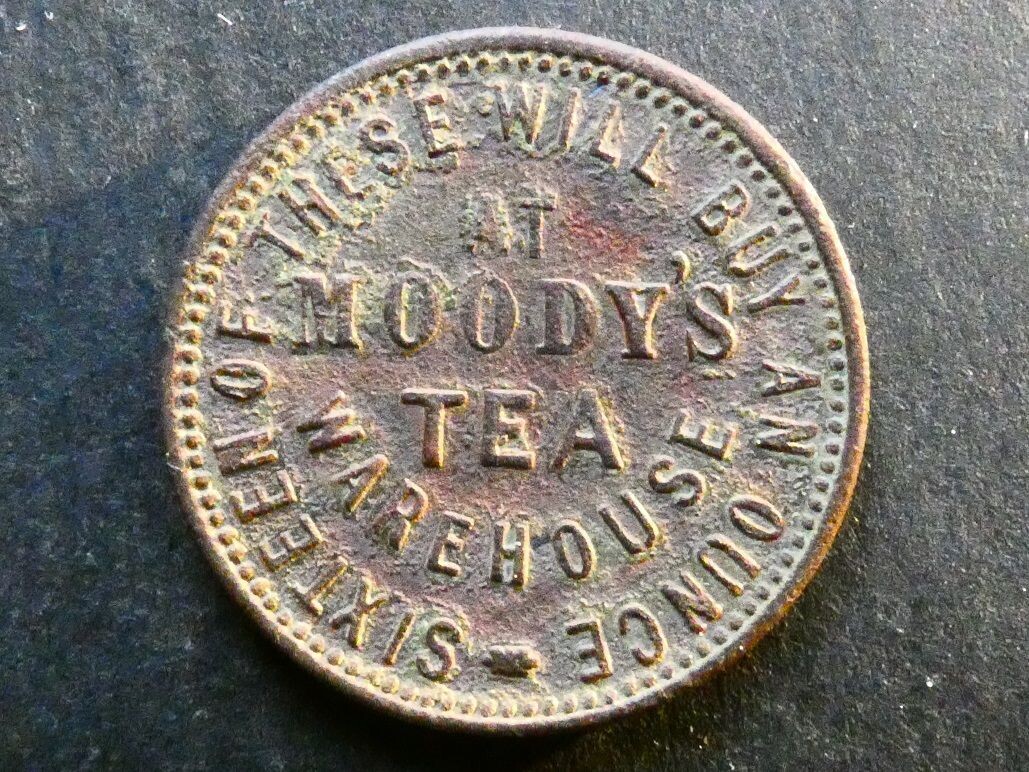 SIXTEEN OF THESE WILL BUY AN OUNCE
AT
MOODY'S
TEA
WAREHOUSE